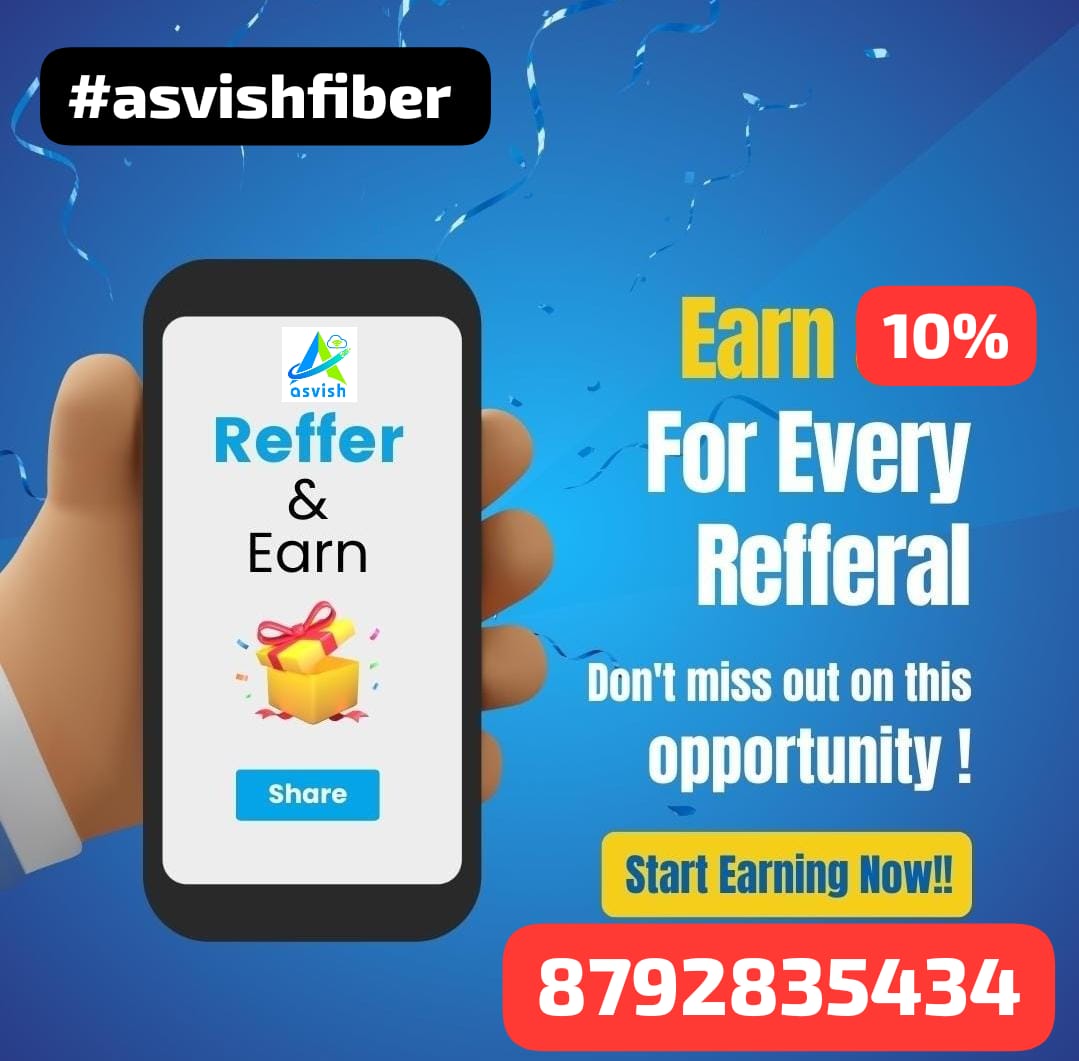 #asvishfiber
asvish
Reffer
&
Earn
Share
Earn 10%
For Every
Refferal
Don't miss out on this
opportunity !
Start Earning Now!!
8792835434